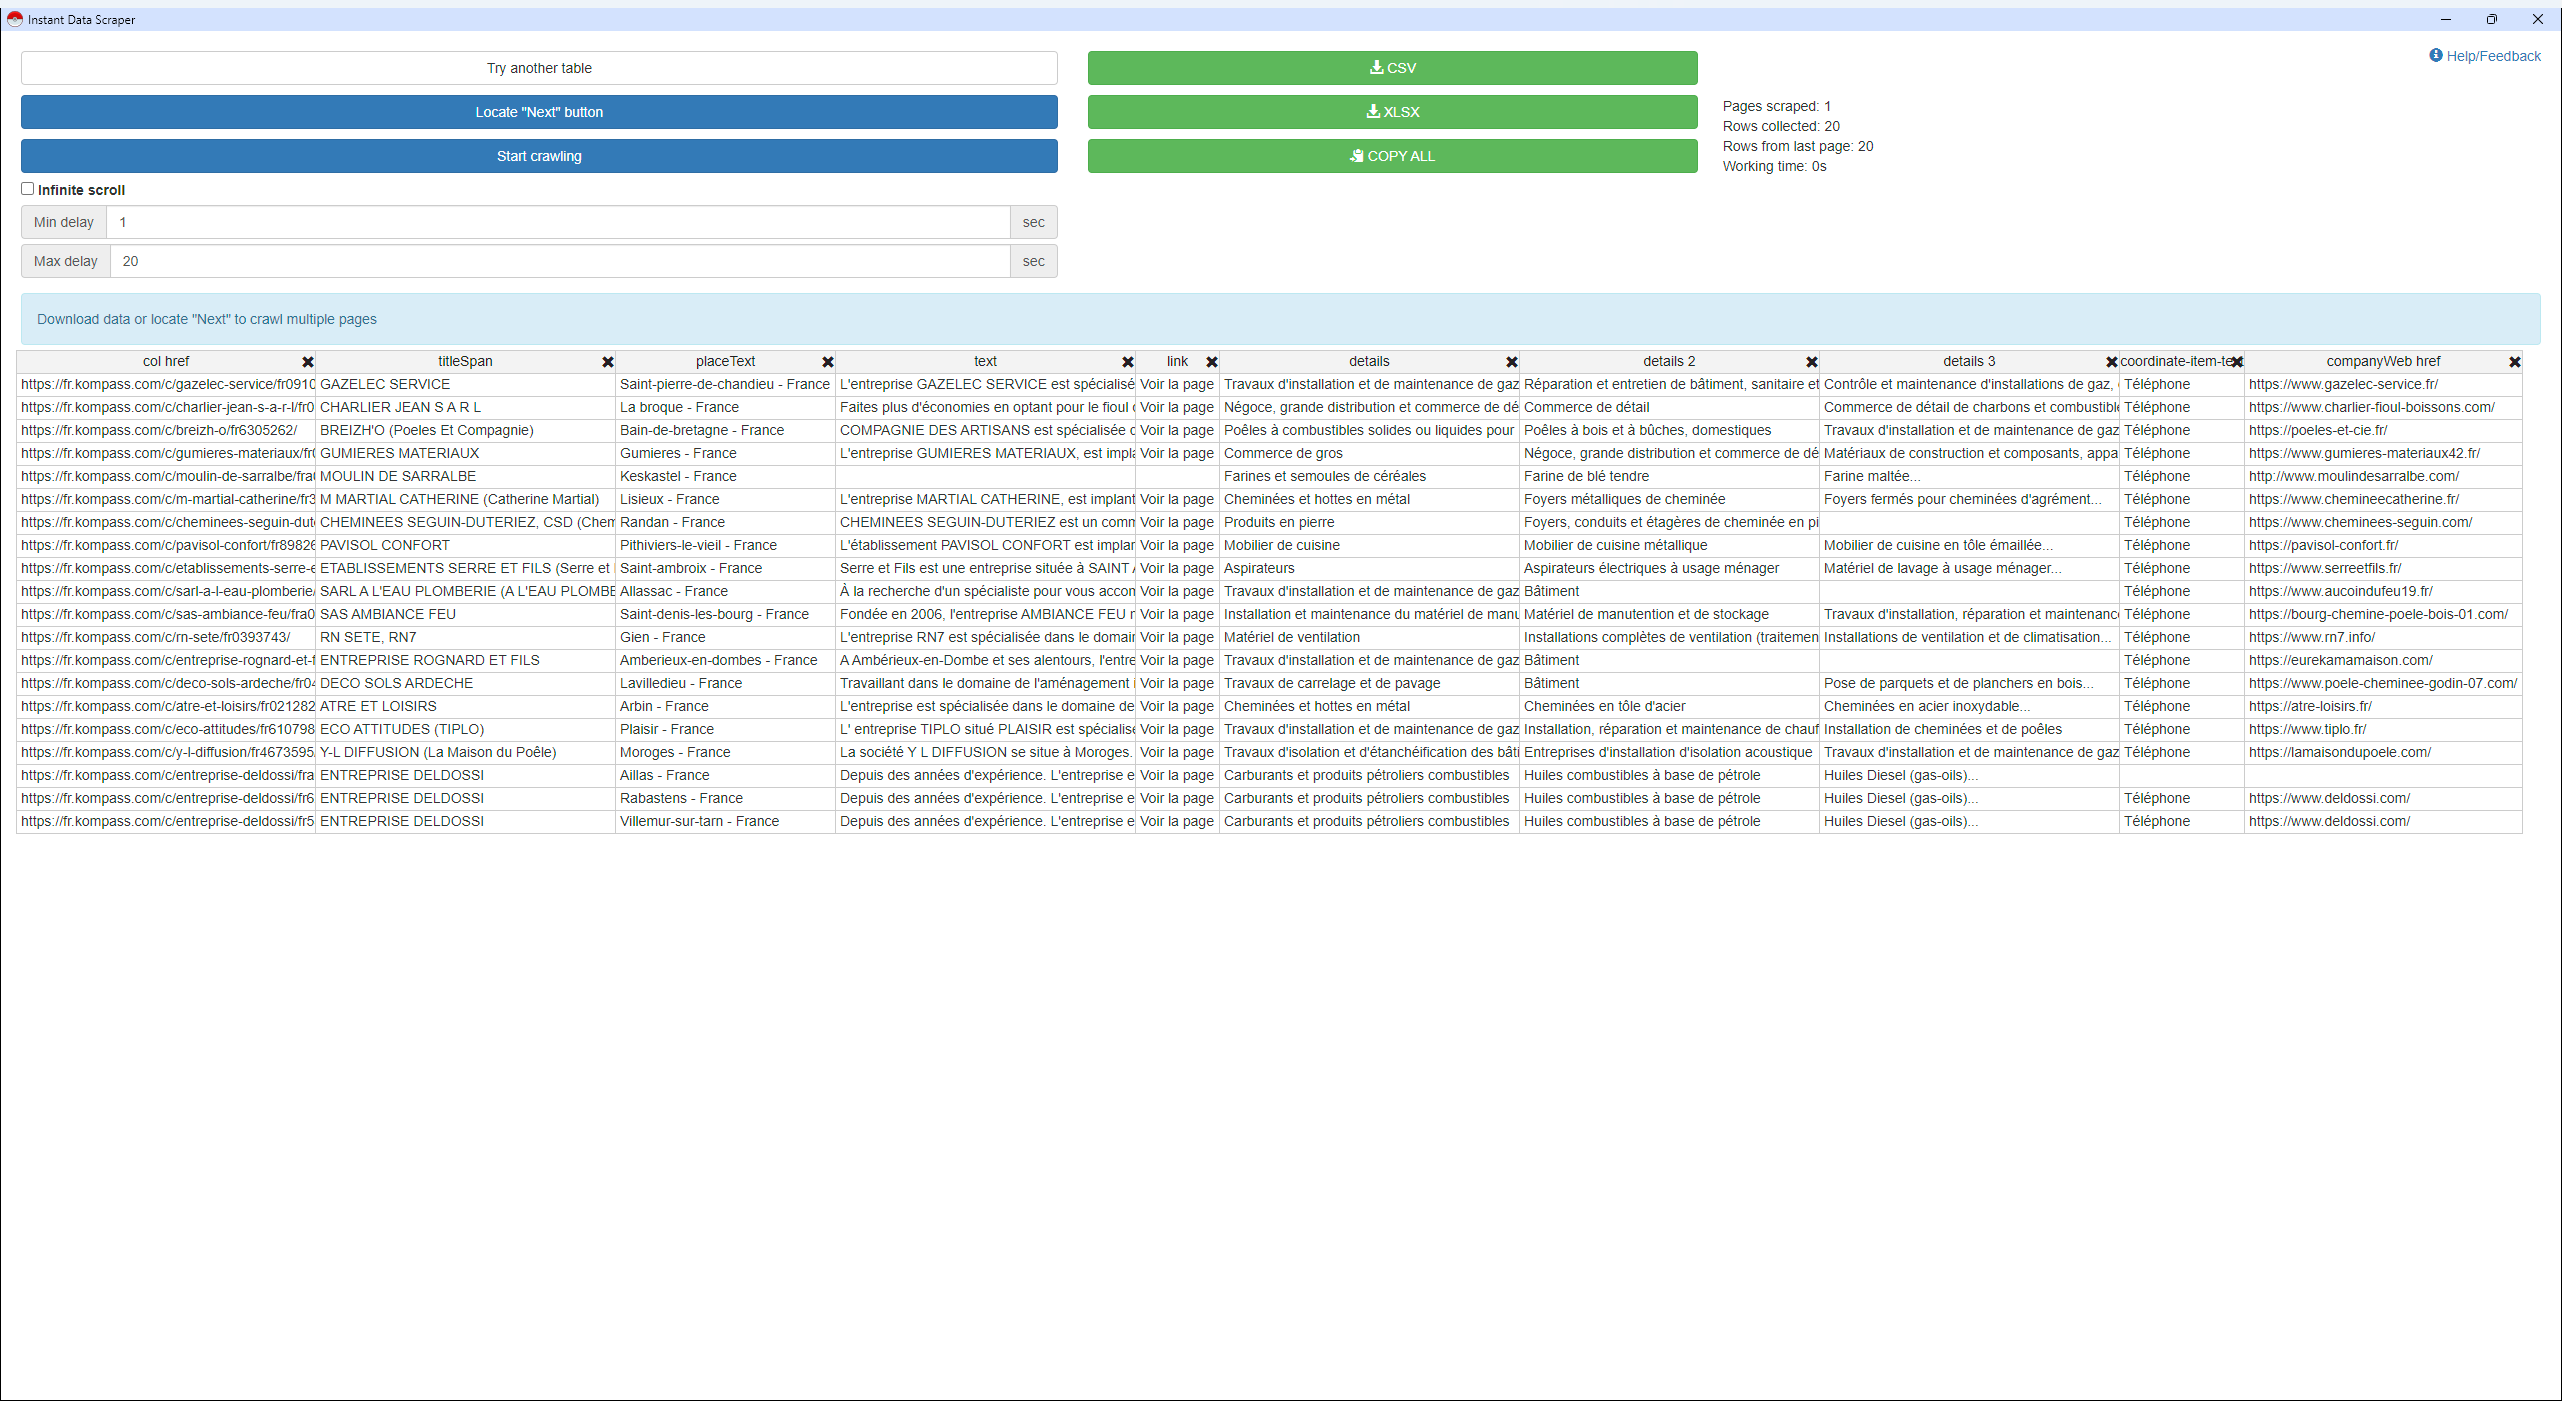 Instant Data Scraper
Try another table
CSV
Help/Feedback
Locate "Next" button
XLSX
Pages scraped: 1
Rows collected: 20
Start crawling
COPY ALL
Rows from last page: 20
Working time: 0s
Infinite scroll
Min delay 1 sec
Max delay 20 sec
Download data or locate "Next" to crawl multiple pages
col href titleSpan placeText text link details details 2 details 3 coordinate-item-text companyWeb href
https://fr.kompass.com/c/gazelec-service/fr0910 GAZELEC SERVICE Saint-pierre-de-chandieu - France L'entreprise GAZELEC SERVICE est spécialisé Voir la page Travaux d'installation et de maintenance de gaz Réparation et entretien de bâtiment, sanitaire et Contrôle et maintenance d'installations de gaz, Téléphone https://www.gazelec-service.fr/
https://fr.kompass.com/c/charlier-jean-s-a-r-l/fr0 CHARLIER JEAN S A R L La broque - France Faites plus d'économies en optant pour le fioul Voir la page Négoce, grande distribution et commerce de dé Commerce de détail Commerce de détail de charbons et combustible Téléphone https://www.charlier-fioul-boissons.com/
https://fr.kompass.com/c/breizh-o/fr6305262/ BREIZH'O (Poeles Et Compagnie) Bain-de-bretagne - France COMPAGNIE DES ARTISANS est spécialisée Voir la page Poêles à combustibles solides ou liquides pour Poêles à bois et à bûches, domestiques Travaux d'installation et de maintenance de gaz Téléphone https://poeles-et-cie.fr/
https://fr.kompass.com/c/gumieres-materiaux/fr0 GUMIERES MATERIAUX Gumieres - France L'entreprise GUMIERES MATERIAUX, est impla Voir la page Commerce de gros Négoce, grande distribution et commerce de dé Matériaux de construction et composants, appa Téléphone https://www.gumieres-materiaux42.fr/
https://fr.kompass.com/c/moulin-de-sarralbe/fra0 MOULIN DE SARRALBE Keskastel - France Farines et semoules de céréales Farine de blé tendre Farine maltée... Téléphone http://www.moulindesarralbe.com/
https://fr.kompass.com/c/m-martial-catherine/fr3 M MARTIAL CATHERINE (Catherine Martial) Lisieux - France L'entreprise MARTIAL CATHERINE, est implant Voir la page Cheminées et hottes en métal Foyers métalliques de cheminée Foyers fermés pour cheminées d'agrément... Téléphone https://www.chemineecatherine.fr/
https://fr.kompass.com/c/cheminees-seguin-dut CHEMINEES SEGUIN-DUTERIEZ, CSD (Chem Randan - France CHEMINEES SEGUIN-DUTERIEZ est un comm Voir la page Produits en pierre Foyers, conduits et étagères de cheminée en pi Téléphone https://www.cheminees-seguin.com/
https://fr.kompass.com/c/pavisol-confort/fr89826 PAVISOL CONFORT Pithiviers-le-vieil - France L'établissement PAVISOL CONFORT est implan Voir la page Mobilier de cuisine Mobilier de cuisine métallique Mobilier de cuisine en tôle émaillée... Téléphone https://pavisol-confort.fr/
https://fr.kompass.com/c/etablissements-serre-e ETABLISSEMENTS SERRE ET FILS (Serre et Saint-ambroix - France Serre et Fils est une entreprise située à SAINT Voir la page Aspirateurs Aspirateurs électriques à usage ménager Matériel de lavage à usage ménager... Téléphone https://www.serreetfils.fr/
https://fr.kompass.com/c/sarl-a-l-eau-plomberie/ SARL A L'EAU PLOMBERIE (A L'EAU PLOMBE Allassac - France À la recherche d'un spécialiste pour vous accom Voir la page Travaux d'installation et de maintenance de gaz Bâtiment Téléphone https://www.aucoindufeu19.fr/
https://fr.kompass.com/c/sas-ambiance-feu/fra0 SAS AMBIANCE FEU Saint-denis-les-bourg - France Fondée en 2006, l'entreprise AMBIANCE FEU Voir la page Installation et maintenance du matériel de manu Matériel de manutention et de stockage Travaux d'installation, réparation et maintenance Téléphone https://bourg-chemine-poele-bois-01.com/
https://fr.kompass.com/c/rn-sete/fr0393743/ RN SETE, RN7 Gien - France L'entreprise RN7 est spécialisée dans le domain Voir la page Matériel de ventilation Installations complètes de ventilation (traitemen Installations de ventilation et de climatisation... Téléphone https://www.rn7.info/
https://fr.kompass.com/c/entreprise-rognard-et-f ENTREPRISE ROGNARD ET FILS Amberieux-en-dombes - France A Ambérieux-en-Dombe et ses alentours, l'entre Voir la page Travaux d'installation et de maintenance de gaz Bâtiment Téléphone https://eurekamamaison.com/
https://fr.kompass.com/c/deco-sols-ardeche/fr04 DECO SOLS ARDECHE Lavilledieu - France Travaillant dans le domaine de l'aménagement Voir la page Travaux de carrelage et de pavage Bâtiment Pose de parquets et de planchers en bois... Téléphone https://www.poele-cheminee-godin-07.com/
https://fr.kompass.com/c/atre-et-loisirs/fr021282 ATRE ET LOISIRS Arbin - France L'entreprise est spécialisée dans le domaine de Voir la page Cheminées et hottes en métal Cheminées en tôle d'acier Cheminées en acier inoxydable... Téléphone https://atre-loisirs.fr/
https://fr.kompass.com/c/eco-attitudes/fr610798 ECO ATTITUDES (TIPLO) Plaisir - France L' entreprise TIPLO situé PLAISIR est spécialisé Voir la page Travaux d'installation et de maintenance de gaz Installation, réparation et maintenance de chauf Installation de cheminées et de poêles Téléphone https://www.tiplo.fr/
https://fr.kompass.com/c/y-l-diffusion/fr4673595 Y-L DIFFUSION (La Maison du Poêle) Moroges - France La société Y L DIFFUSION se situe à Moroges. Voir la page Travaux d'isolation et d'étanchéification des bâti Entreprises d'installation d'isolation acoustique Travaux d'installation et de maintenance de gaz Téléphone https://lamaisondupoele.com/
https://fr.kompass.com/c/entreprise-deldossi/fra ENTREPRISE DELDOSSI Aillas - France Depuis des années d'expérience. L'entreprise e Voir la page Carburants et produits pétroliers combustibles Huiles combustibles à base de pétrole Huiles Diesel (gas-oils)...
https://fr.kompass.com/c/entreprise-deldossi/fr6 ENTREPRISE DELDOSSI Rabastens - France Depuis des années d'expérience. L'entreprise e Voir la page Carburants et produits pétroliers combustibles Huiles combustibles à base de pétrole Huiles Diesel (gas-oils)... Téléphone https://www.deldossi.com/
https://fr.kompass.com/c/entreprise-deldossi/fr5 ENTREPRISE DELDOSSI Villemur-sur-tarn - France Depuis des années d'expérience. L'entreprise e Voir la page Carburants et produits pétroliers combustibles Huiles combustibles à base de pétrole Huiles Diesel (gas-oils)... Téléphone https://www.deldossi.com/